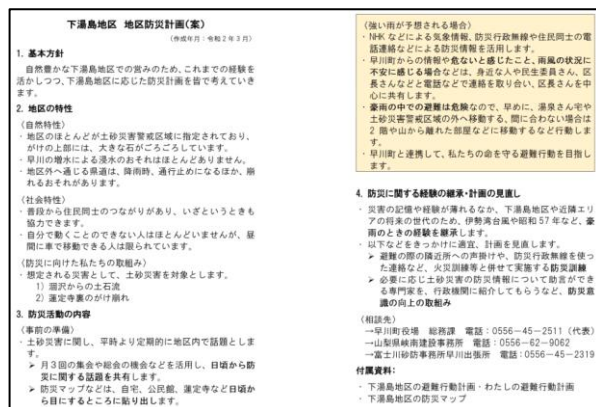 下湯島地区 地区防災計画(案)
(作成年月:令和2年3月)
1. 基本方針
自然豊かな下湯島地区での営みのため、これまでの経験を
活かしつつ、下湯島地区に応じた防災計画を皆で考えていき
ます。
2. 地区の特性
〈自然特性〉
・地区のほとんどが土砂災害警戒区域に指定されており、
がけの上部には、大きな石がごろごろしています。
・早川の増水による浸水のおそれはほとんどありません。
・地区外へ通じる県道は、降雨時、通行止めになるほか、崩
れるおそれがあります。
〈社会特性〉
・普段から住民同士のつながりがあり、いざというときも
協力できます。
・自分で動くことのできない人はほとんどいませんが、昼
間に車で移動できる人は限られています。
〈防災に向けた私たちの取組み〉
・想定される災害として、土砂災害を対象とします。
1) 湯沢からの土石流
2) 蓮定寺裏のがけ崩れ
3. 防災活動の内容
〈事前の準備〉
・土砂災害に関し、平時より定期的に地区内で話題としま
す。
➢ 月3回の集会や総会の機会などを活用し、日頃から防
災に関する話題を共有します。
➢ 防災マップなどは、自宅、公民館、蓮定寺など日頃か
ら目にするところに貼り出します。
〈強い雨が予想される場合〉
・NHK などによる気象情報、防災行政無線や住民同士の電
話連絡などによる防災情報を活用します。
・早川町からの情報や危ないと感じたこと、雨風の状況に
不安に感じる場合などは、身近な人や民生委員さん、区
長さんなどと電話などで連絡を取り合い、区長さんを中
心に共有します。
・豪雨の中での避難は危険なので、早めに、湯泉さん宅や
土砂災害警戒区域の外へ移動する、間に合わない場合は
2 階や山から離れた部屋などに移動するなど行動しま
す。
・早川町と連携して、私たちの命を守る避難行動を目指し
ます。
4. 防災に関する経験の継承・計画の見直し
・災害の記憶や経験が薄れるなか、下湯島地区や近隣エリ
アの将来の世代のため、伊勢湾台風や昭和 57 年など、豪
雨のときの経験を継承します。
・以下などをきっかけに適宜、計画を見直します。
➢ 避難の際の隣近所への声掛けや、防災行政無線を使っ
た連絡など、火災訓練等と併せて実施する防災訓練
➢ 必要に応じ土砂災害の防災情報について助言ができ
る専門家を、行政機関に紹介してもらうなど、防災意
識の向上の取組み
〈相談先〉
→早川町役場 総務課 電話:0556-45-2511(代表)
→山梨県峡南建設事務所 電話:0556-62-9062
→富士川砂防事務所早川出張所 電話:0556-45-2319
付属資料:
・下湯島地区の避難行動計画・わたしの避難行動計画
・下湯島地区の防災マップ